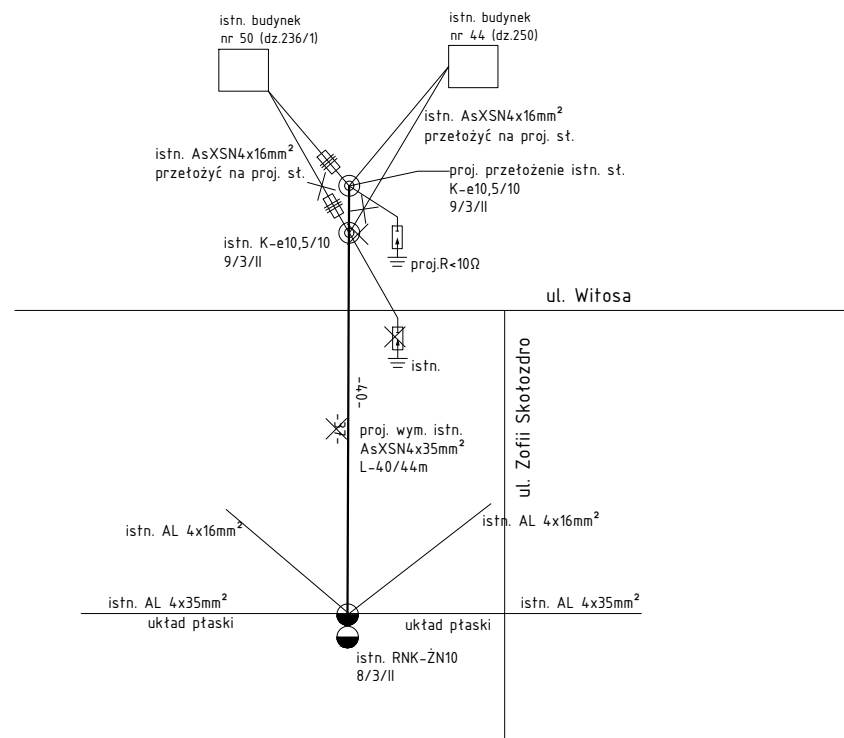 istn. budynek
nr 50 (dz.236/1)
istn. budynek
nr 44 (dz.250)
istn. AsXSN4x16mm²
przełożyć na proj. sł.
istn. AsXSN4x16mm²
przełożyć na proj. sł.
proj. przełożenie istn. sł.
K-e10,5/10
9/3/II
istn. K-e10,5/10
9/3/II
proj.R<10Ω
ul. Witosa
istn.
ul. Zofii Skołozdro
-40-
-37-
proj. wym. istn.
AsXSN4x35mm²
L-40/44m
istn. AL 4x16mm²
istn. AL 4x16mm²
istn. AL 4x35mm²
układ płaski
istn. AL 4x35mm²
układ płaski
istn. RNK-ŻN10
8/3/II